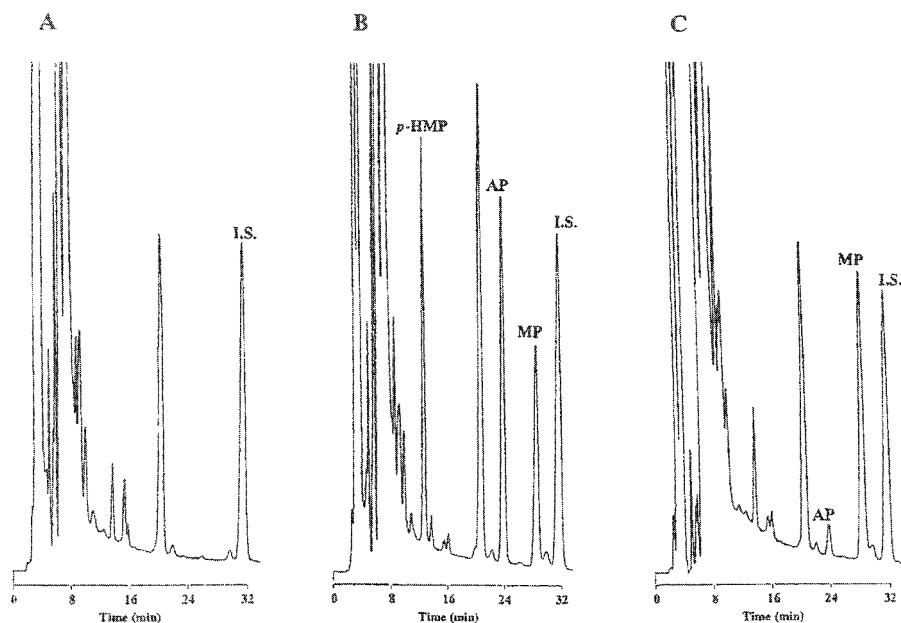 A B C
p-HMP
AP
I.S.
MP
I.S.
MP
I.S.
AP
0 8 16 24 32
Time (min)
0 8 16 24 32
Time (min)
0 8 16 24 32
Time (min)